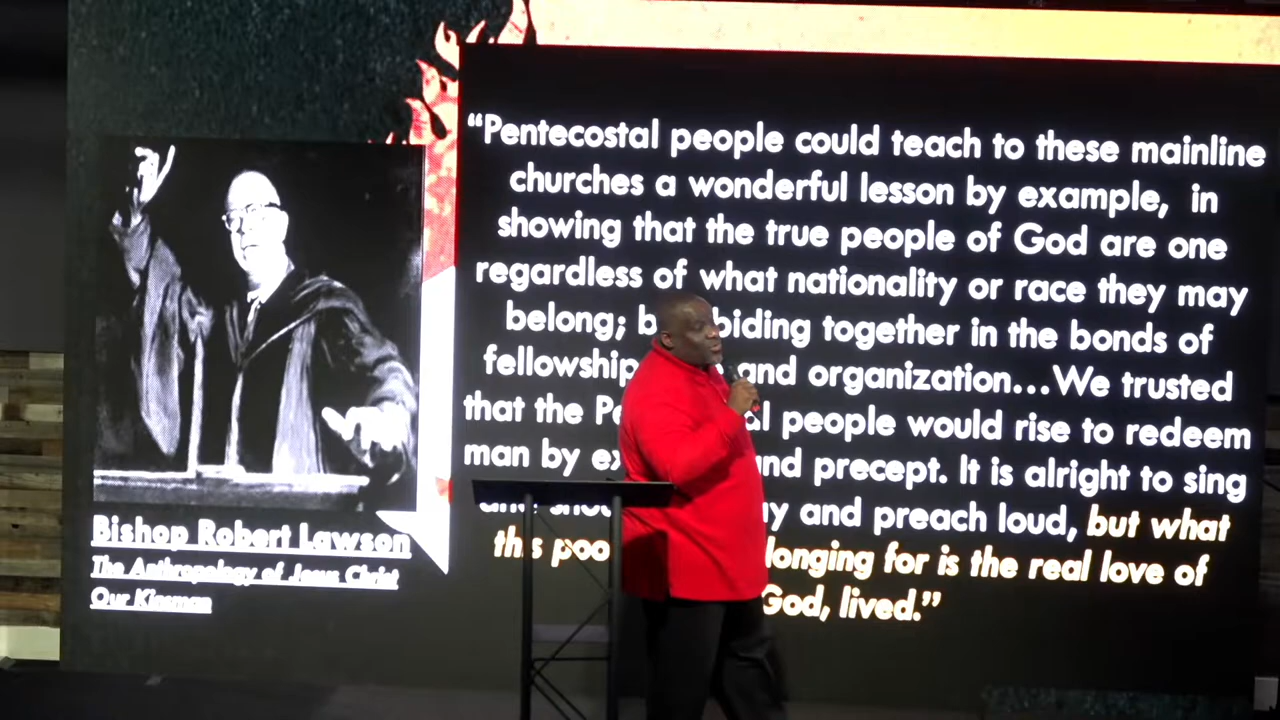 Bishop Robert Lawson
The Anthropology of Jesus Christ
Our Kinsman
“Pentecostal people could teach to these mainline
churches a wonderful lesson by example, in
showing that the true people of God are one
regardless of what nationality or race they may
belong; biding together in the bonds of
fellowship and organization...We trusted
that the people would rise to redeem
man by and precept. It is alright to sing
and and preach loud, but what
this longing for is the real love of
God, lived.”